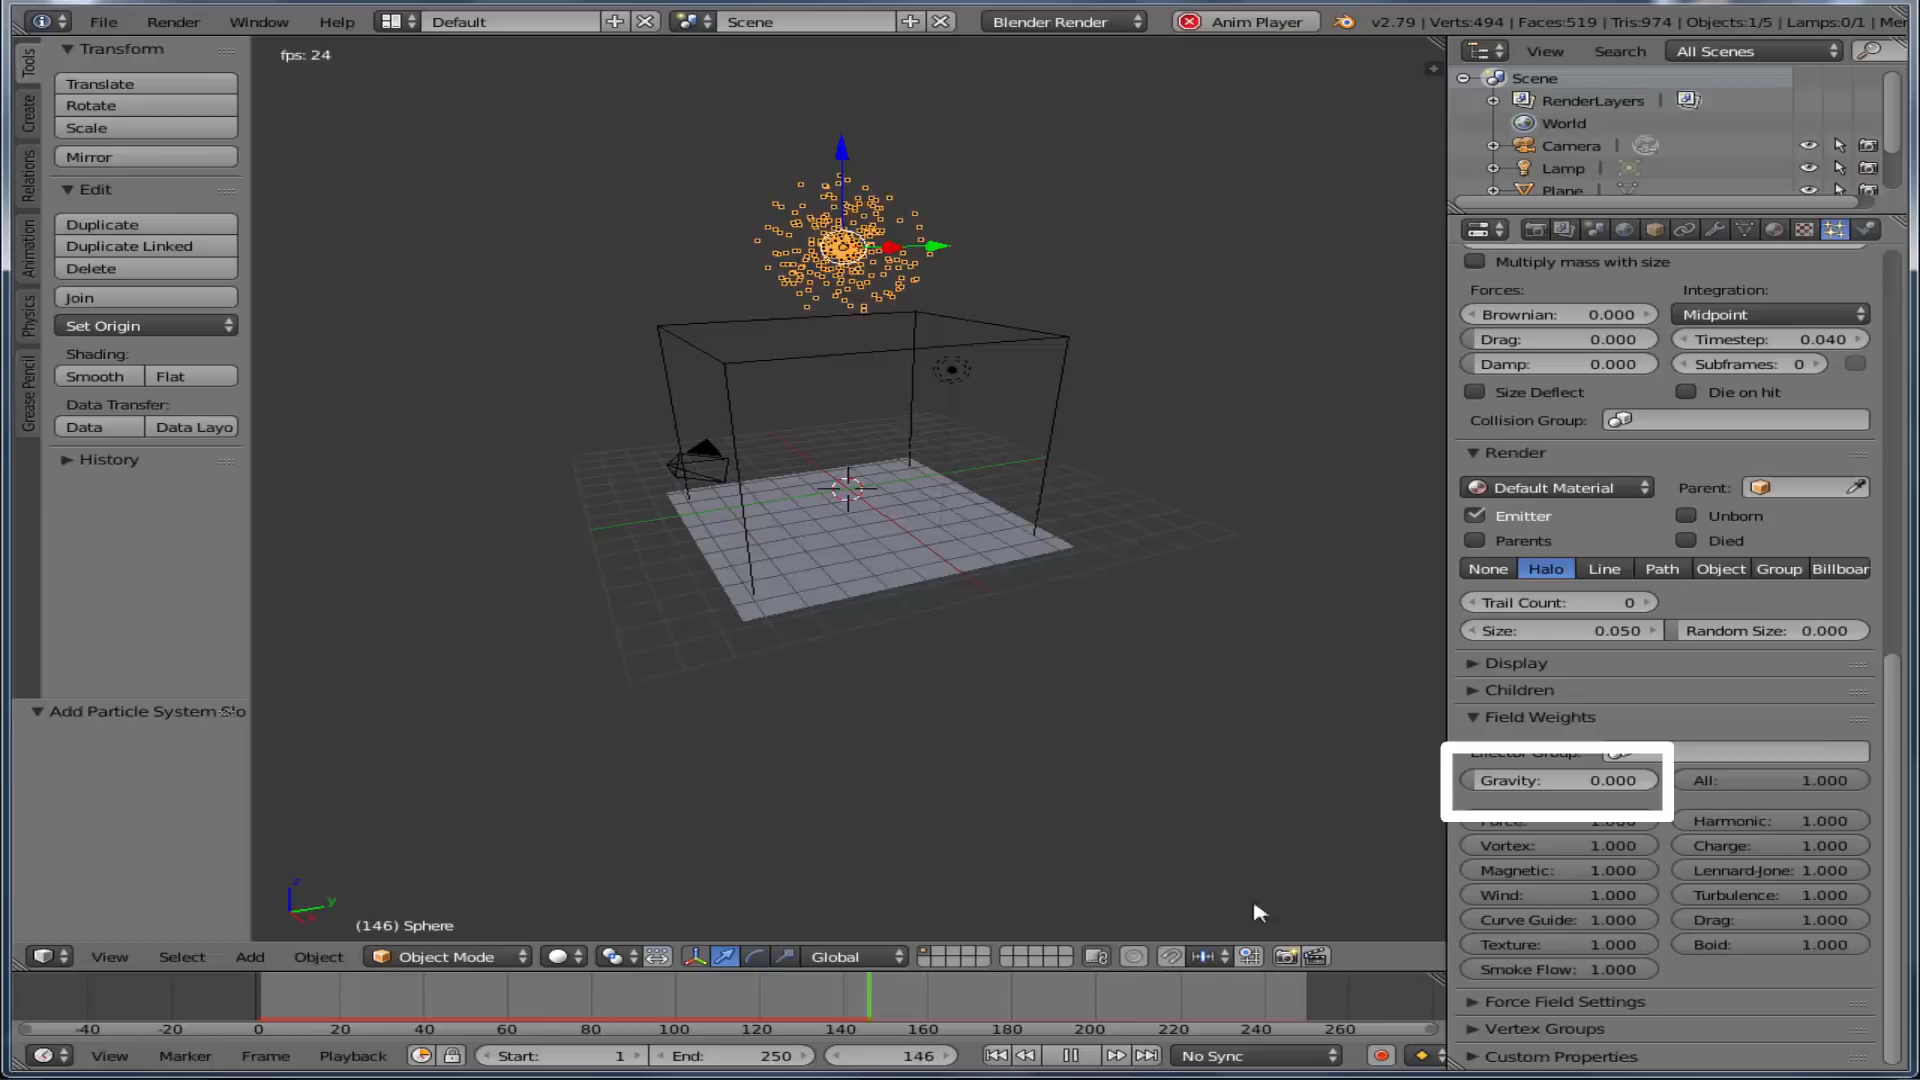 File Render Window Help Default Scene Blender Render Anim Player v2.79 | Verts:494 | Faces:519 | Tris:974 | Objects:1/5 | Lamps:0/1 |
Tools
Create
Relations
Animation
Physics
Grease Pencil
Transform
Translate
Rotate
Scale
Mirror
Edit
Duplicate
Duplicate Linked
Delete
Join
Set Origin
Shading:
Smooth Flat
Data Transfer:
Data Data Layo
History
Add Particle System Slo
fps: 24
z
y
x
(146) Sphere
View Select Add Object Object Mode Global
-40 -20 0 20 40 60 80 100 120 140 160 180 200 220 240 260
View Marker Frame Playback Start: 1 End: 250 146 No Sync
View Search All Scenes
Scene
RenderLayers
World
Camera
Lamp
Plane
Multiply mass with size
Forces: Integration:
Brownian: 0.000 Midpoint
Drag: 0.000 Timestep: 0.040
Damp: 0.000 Subframes: 0
Size Deflect Die on hit
Collision Group:
Render
Default Material Parent:
Emitter Unborn
Parents Died
None Halo Line Path Object Group Billboar
Trail Count: 0
Size: 0.050 Random Size: 0.000
Display
Children
Field Weights
Effector Group:
Gravity: 0.000 All: 1.000
Force: 1.000 Harmonic: 1.000
Vortex: 1.000 Charge: 1.000
Magnetic: 1.000 Lennard-Jone: 1.000
Wind: 1.000 Turbulence: 1.000
Curve Guide: 1.000 Drag: 1.000
Texture: 1.000 Boid: 1.000
Smoke Flow: 1.000
Force Field Settings
Vertex Groups
Custom Properties